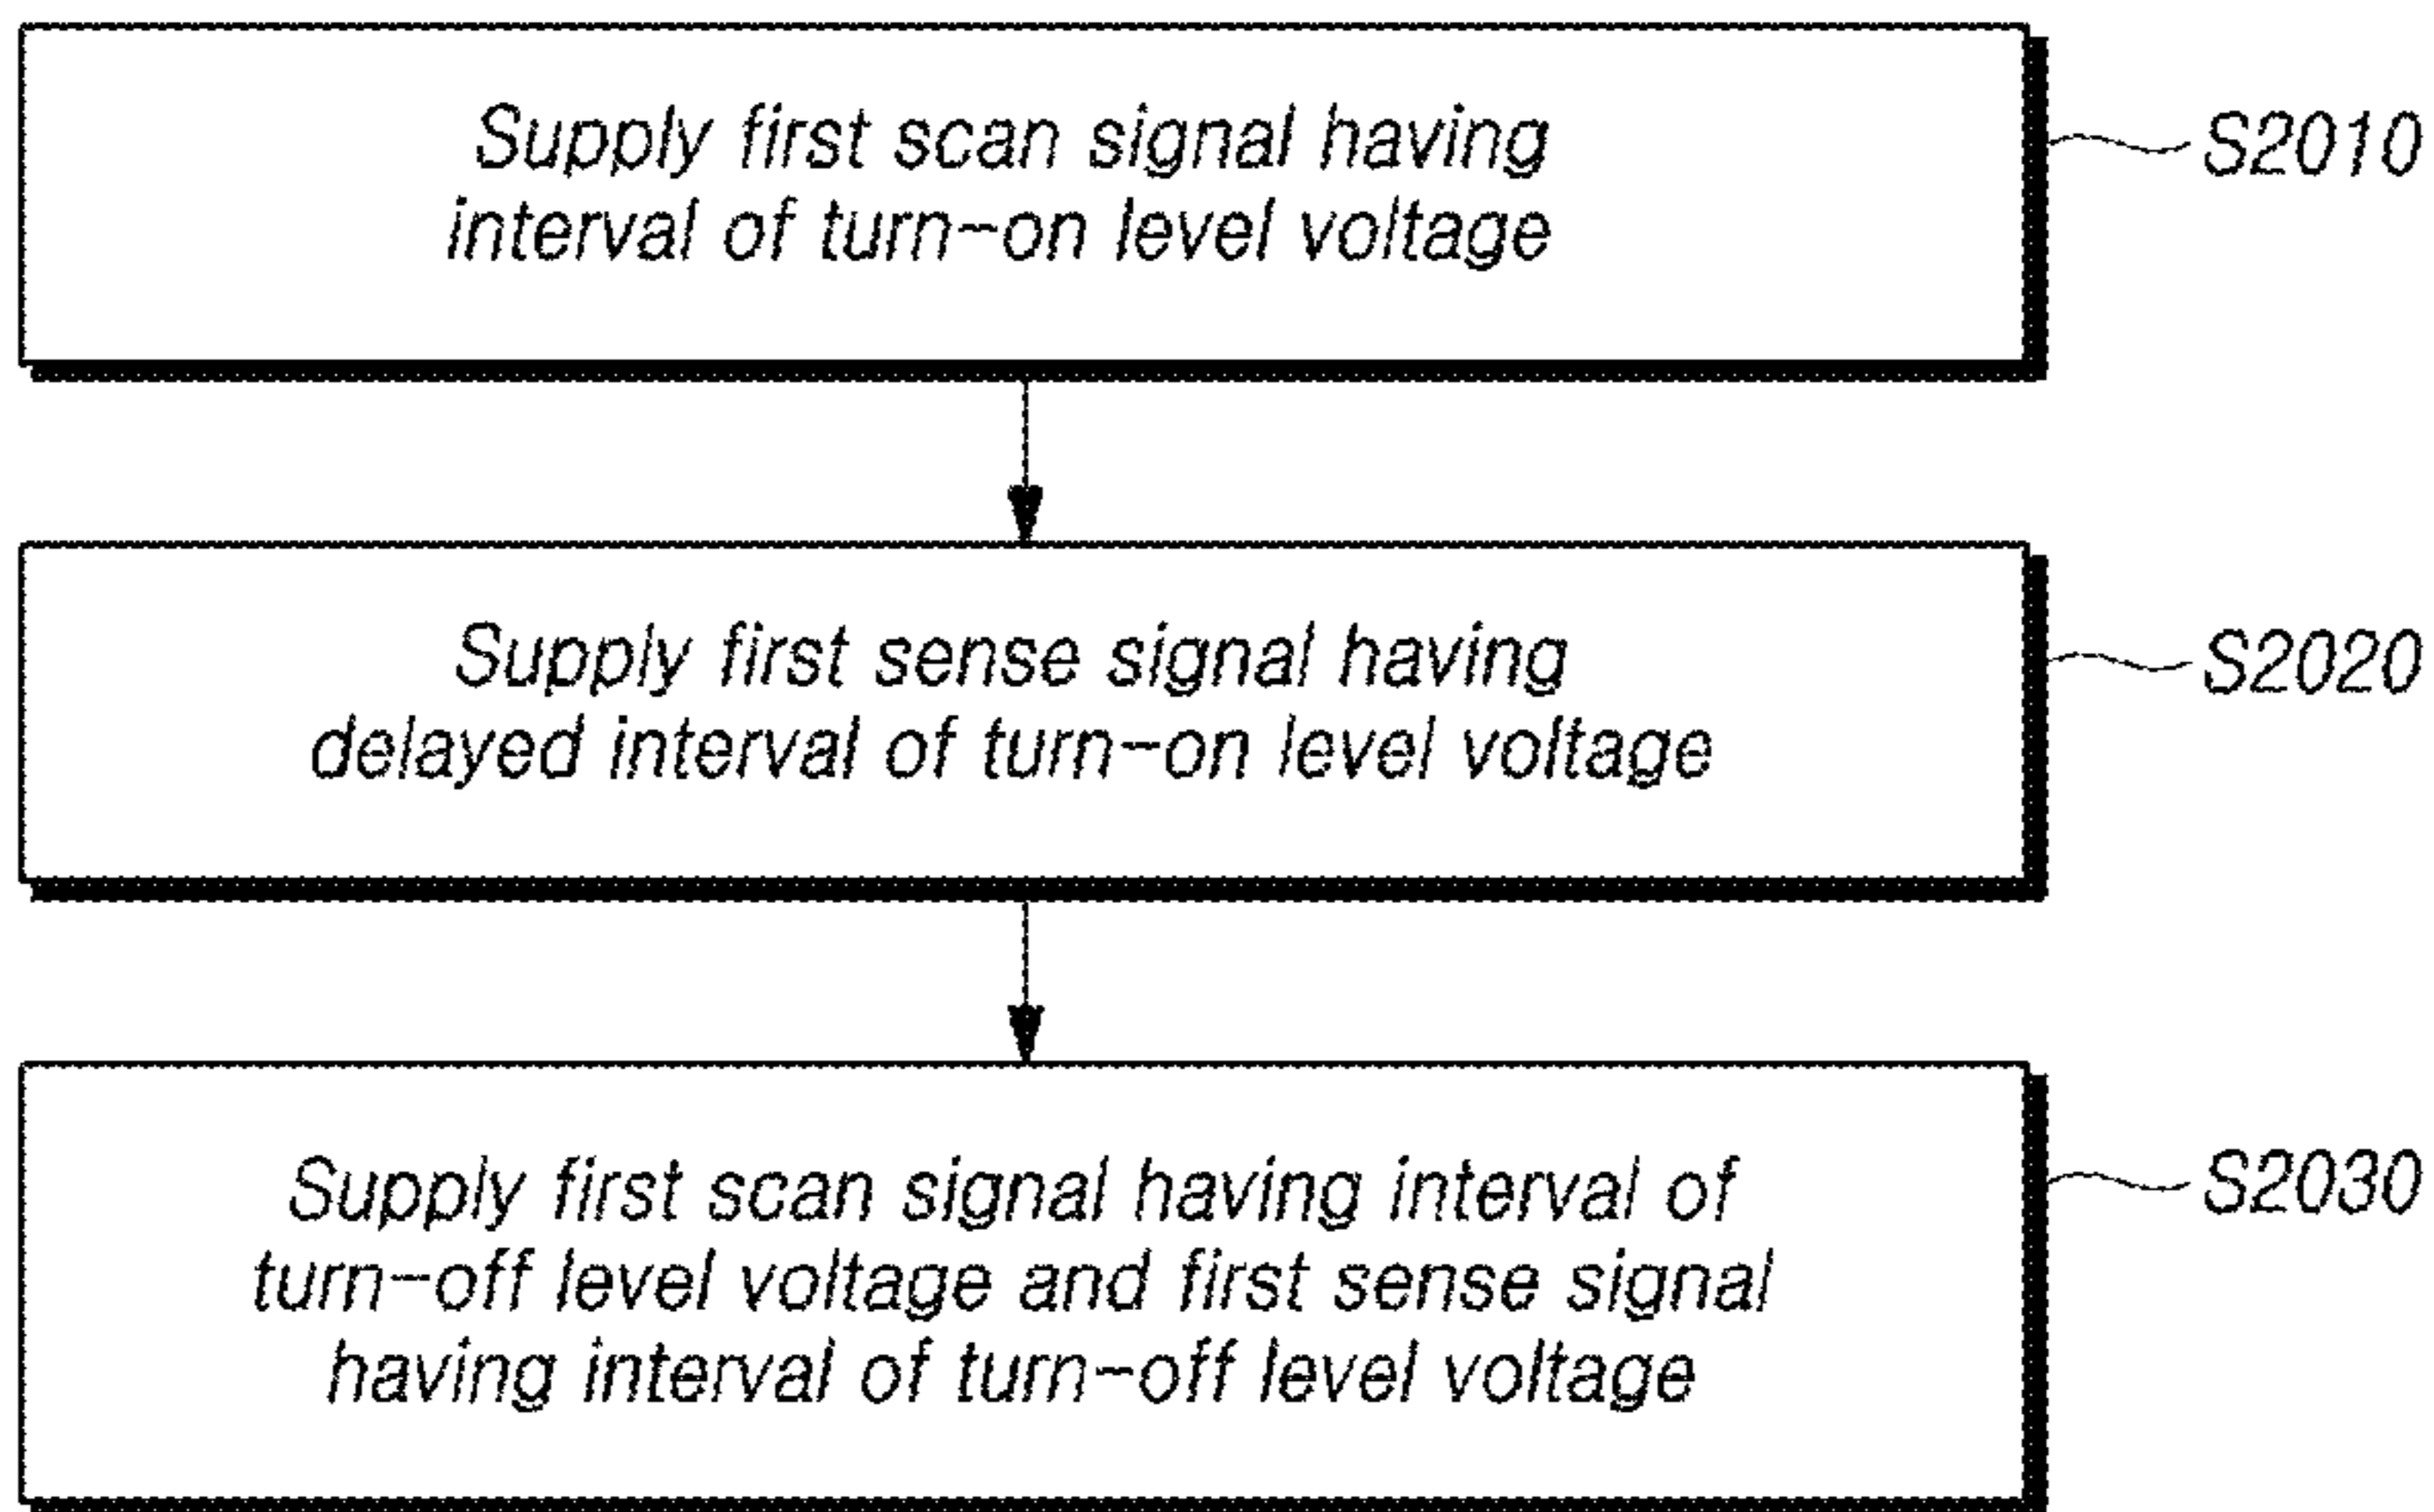 Supply first scan signal having
interval of turn-on level voltage
S2010
Supply first sense signal having
delayed interval of turn-on level voltage
S2020
Supply first scan signal having interval of
turn-off level voltage and first sense signal
having interval of turn-off level voltage
S2030